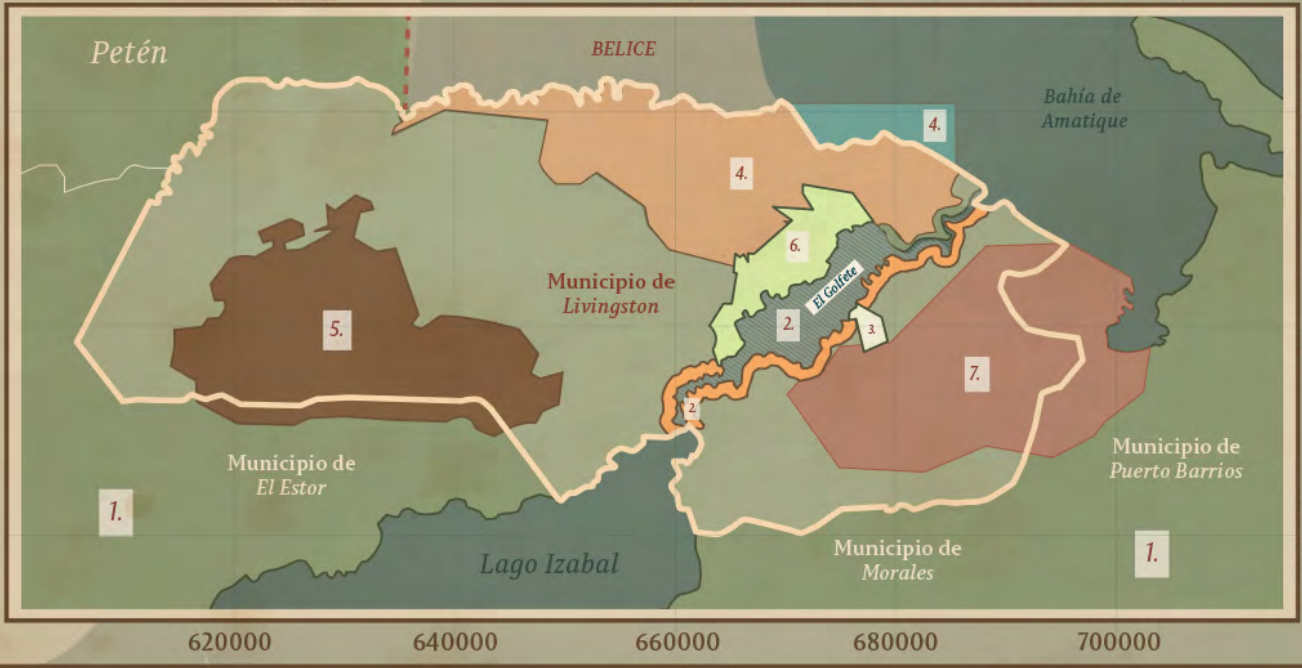 Petén
BELICE
Bahía de
Amatique
4.
4.
6.
El Golfete
Municipio de
Livingston
5.
2.
3.
7.
2
Municipio de
El Estor
Municipio de
Puerto Barrios
1.
Lago Izabal
Municipio de
Morales
1.
620000 640000 660000 680000 700000